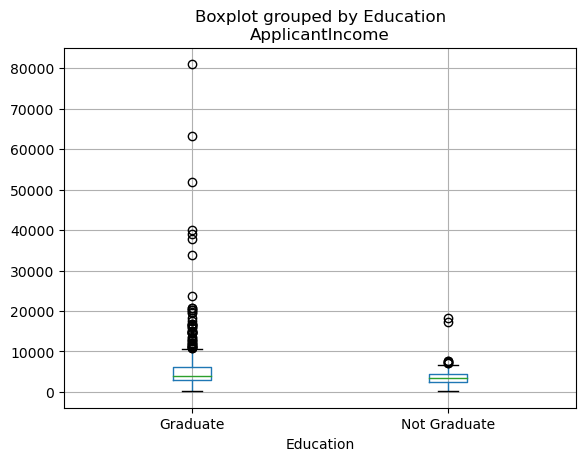 Boxplot grouped by Education
ApplicantIncome
80000
70000
60000
50000
40000
30000
20000
10000
0
Graduate
Not Graduate
Education